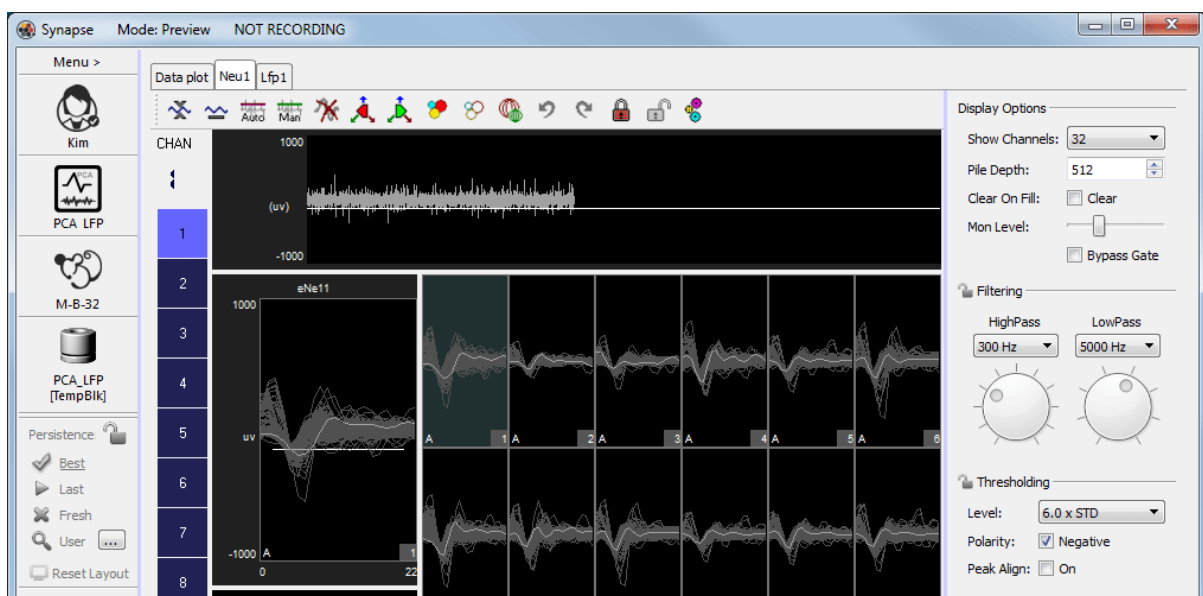 Synapse Mode: Preview NOT RECORDING
Menu >
Kim
PCA
PCA LFP
M-B-32
PCA_LFP
[TempBlk]
Persistence
Best
Last
Fresh
User ...
Reset Layout
Data plot Neu1 Lfp1
Auto Man
CHAN
1
2
3
4
5
6
7
8
1000
(uv)
-1000
eNe11
1000
uv
-1000 A 1
0 22
A 1 A 2 A 3 A 4 A 5 A 6
Display Options
Show Channels: 32
Pile Depth: 512
Clear On Fill: Clear
Mon Level:
Bypass Gate
Filtering
HighPass LowPass
300 Hz 5000 Hz
Thresholding
Level: 6.0 x STD
Polarity: Negative
Peak Align: On